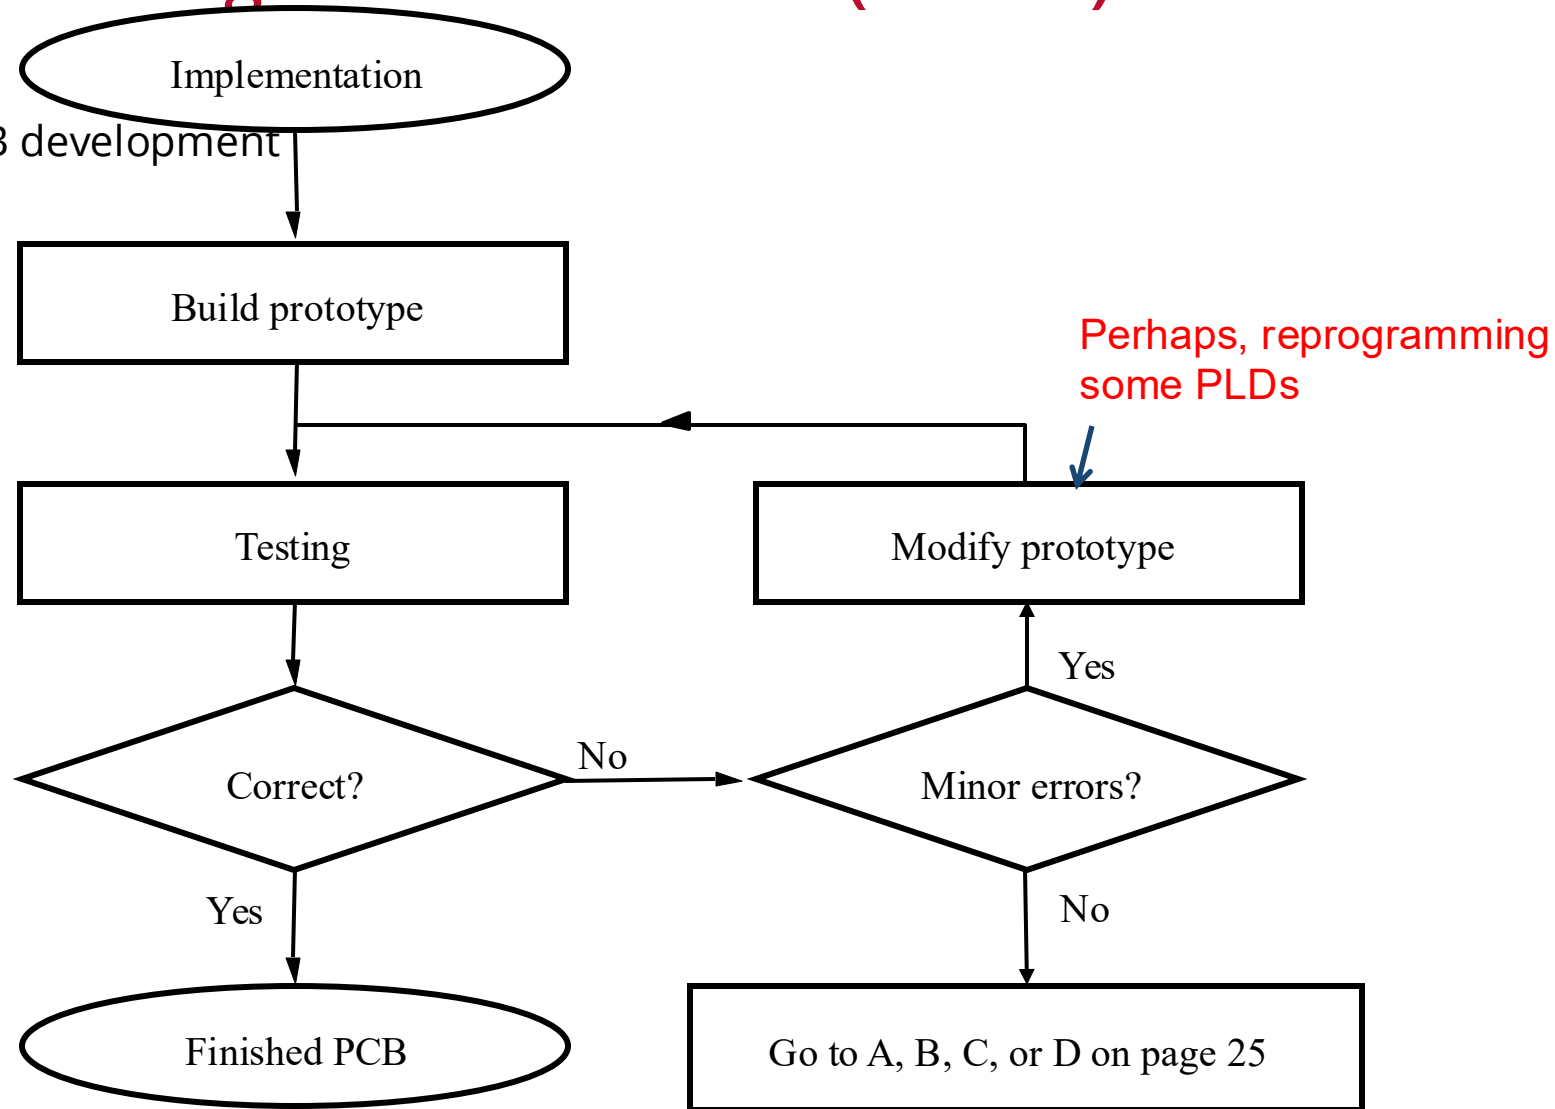 Implementation
development
Build prototype
Perhaps, reprogramming
some PLDs
Testing
Modify prototype
Yes
No
Correct?
Minor errors?
Yes
No
Finished PCB
Go to A, B, C, or D on page 25